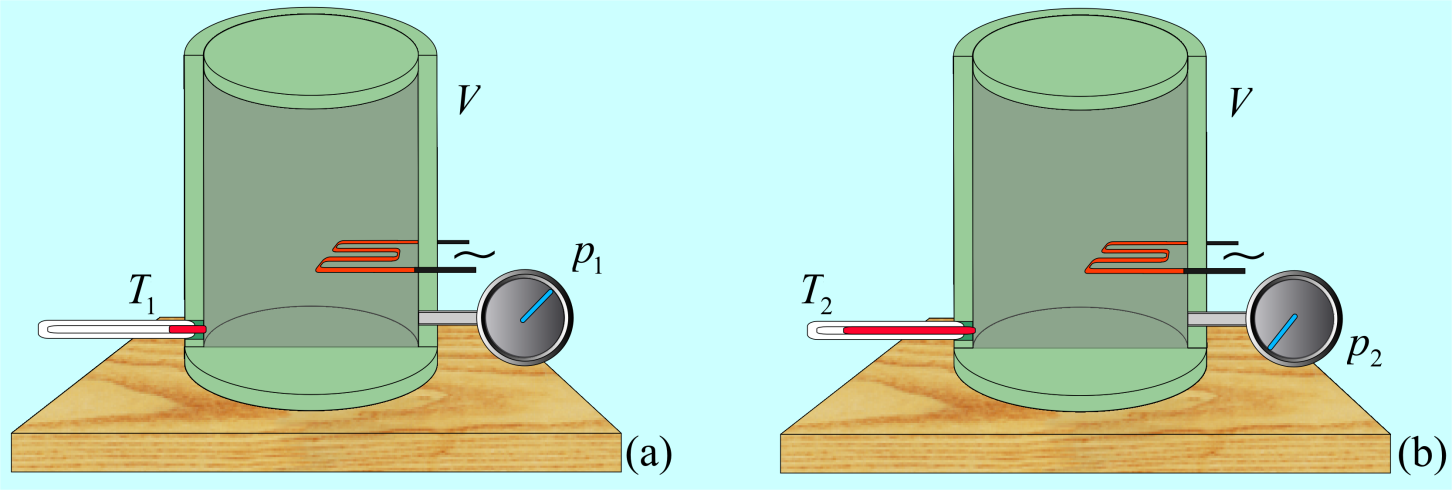 V
~
p₁
T₁
(a)
V
~
T₂
p₂
(b)